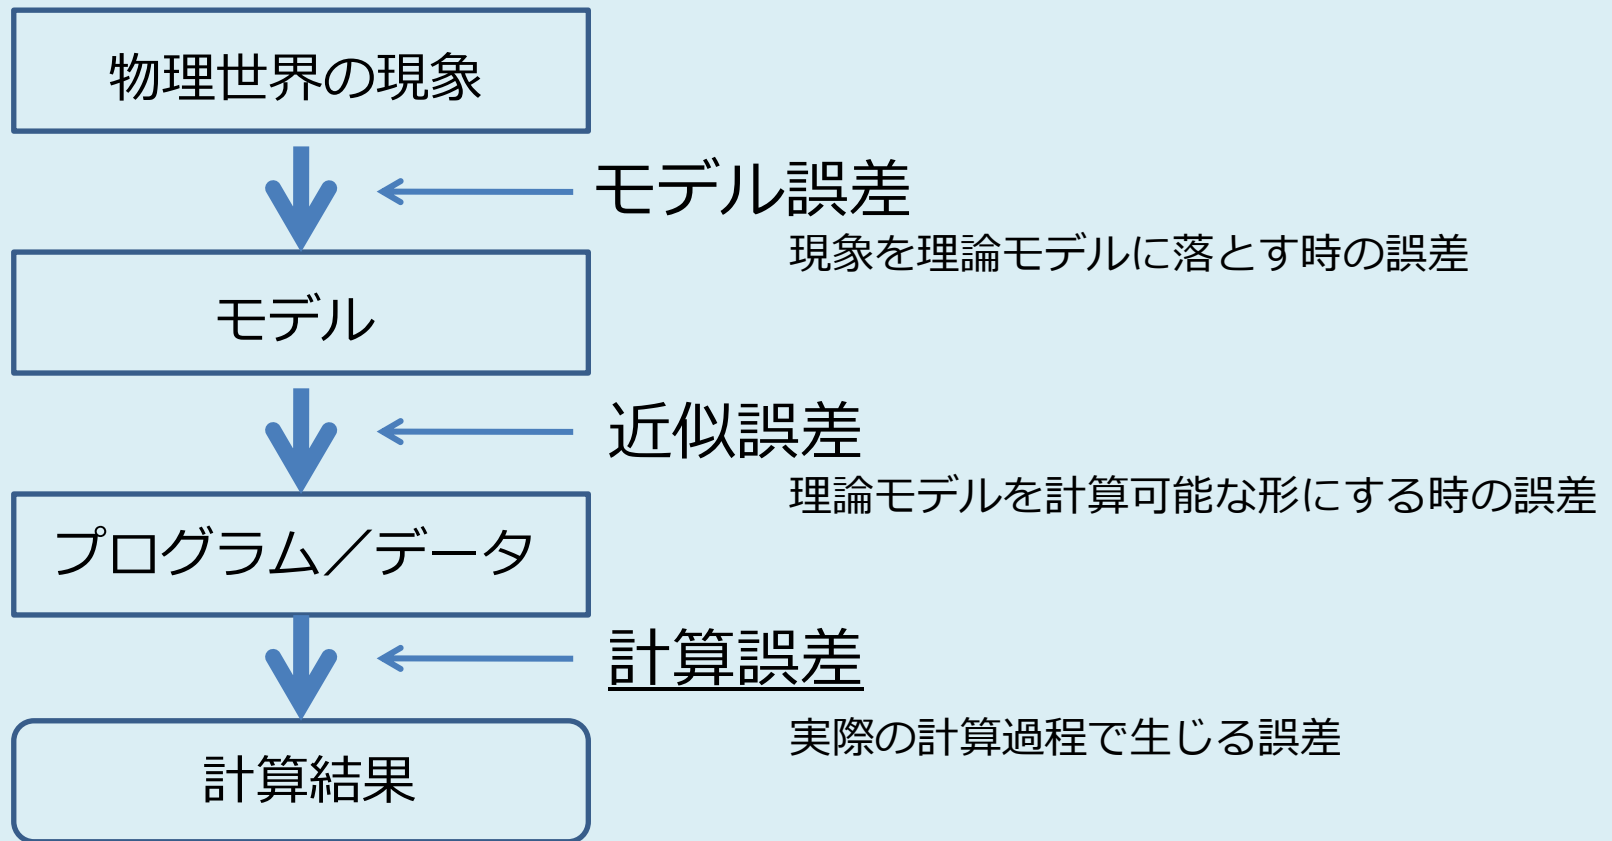 物理世界の現象
モデル誤差
現象を理論モデルに落とす時の誤差
モデル
近似誤差
理論モデルを計算可能な形にする時の誤差
プログラム／データ
計算誤差
実際の計算過程で生じる誤差
計算結果